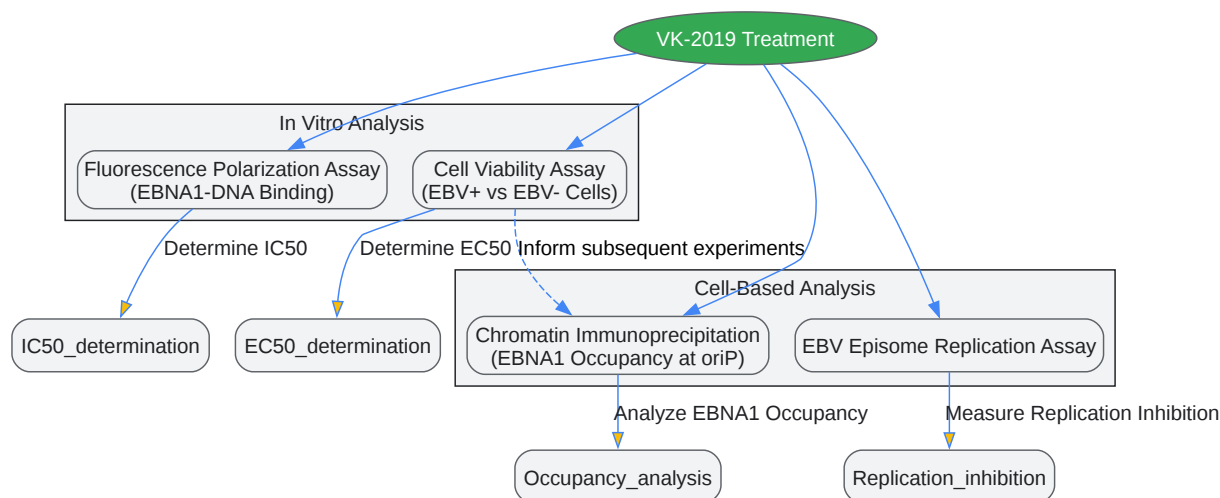 VK-2019 Treatment
In Vitro Analysis
Fluorescence Polarization Assay
(EBNA1-DNA Binding)
Cell Viability Assay
(EBV+ vs EBV- Cells)
Determine IC50
Determine EC50
Inform subsequent experiments
Cell-Based Analysis
IC50_determination
EC50_determination
Chromatin Immunoprecipitation
(EBNA1 Occupancy at oriP)
EBV Episome Replication Assay
Analyze EBNA1 Occupancy
Measure Replication Inhibition
Occupancy_analysis
Replication_inhibition